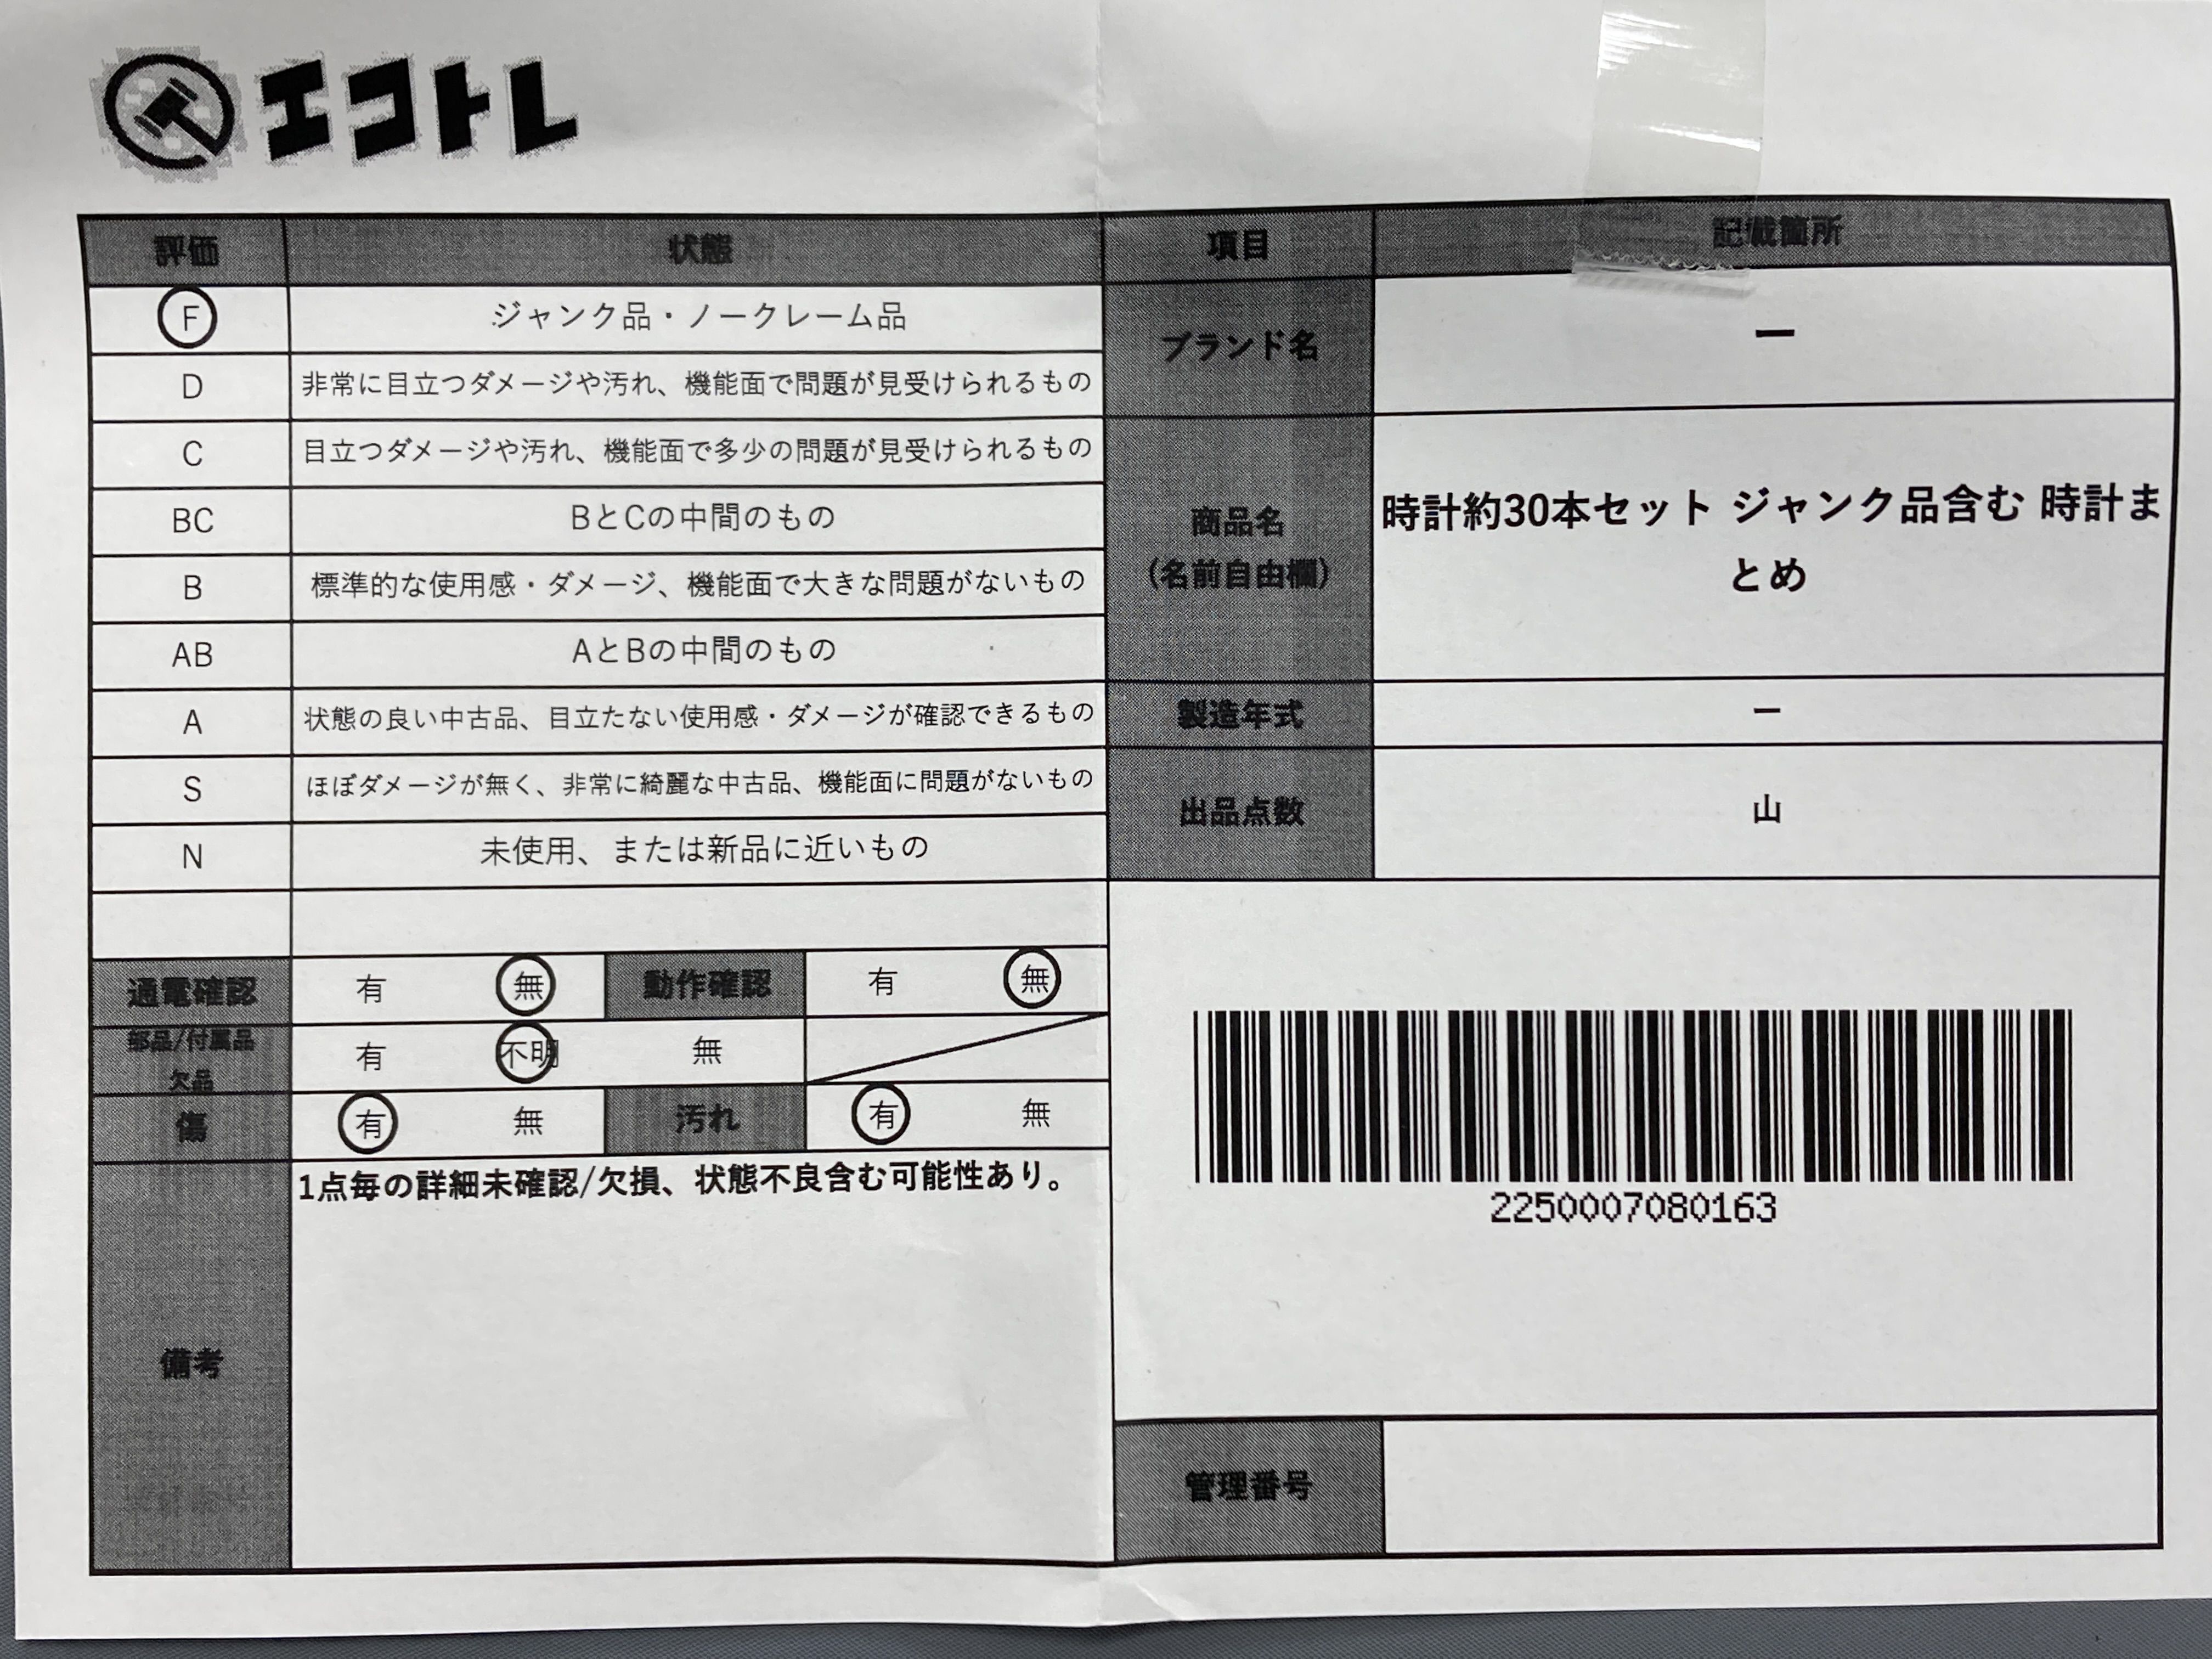 エコトレ
評価 状態
F ジャンク品・ノークレーム品
D 非常に目立つダメージや汚れ、機能面で問題が見受けられるもの
C 目立つダメージや汚れ、機能面で多少の問題が見受けられるもの
BC BとCの中間のもの
B 標準的な使用感・ダメージ、機能面で大きな問題がないもの
AB AとBの中間のもの
A 状態の良い中古品、目立たない使用感・ダメージが確認できるもの
S ほぼダメージが無く、非常に綺麗な中古品、機能面に問題がないもの
N 未使用、または新品に近いもの
通電確認 有 無 動作確認 有 無
部品/付属品
欠品 有 不明 無
傷 有 無 汚れ 有 無
備考 1点毎の詳細未確認/欠損、状態不良含む可能性あり。
項目 記載箇所
ブランド名 ー
商品名
(名前自由欄)
時計約30本セット ジャンク品含む 時計ま
とめ
製造年式 ー
出品点数 山
2250007080163
管理番号